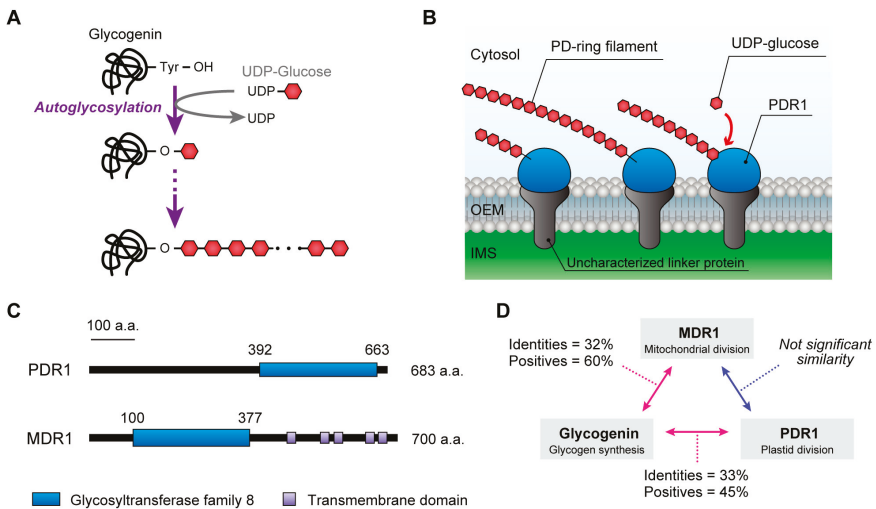 A
Glycogenin
Tyr
OH
UDP-Glucose
UDP
Autoglycosylation
UDP
O
O
B
Cytosol
PD-ring filament
UDP-glucose
PDR1
OEM
IMS
Uncharacterized linker protein
C
100 a.a.
392
663
PDR1
683 a.a.
100
377
MDR1
700 a.a.
Glycosyltransferase family 8
Transmembrane domain
D
Identities = 32%
Positives = 60%
MDR1
Mitochondrial division
Not significant
similarity
Glycogenin
Glycogen synthesis
PDR1
Plastid division
Identities = 33%
Positives = 45%